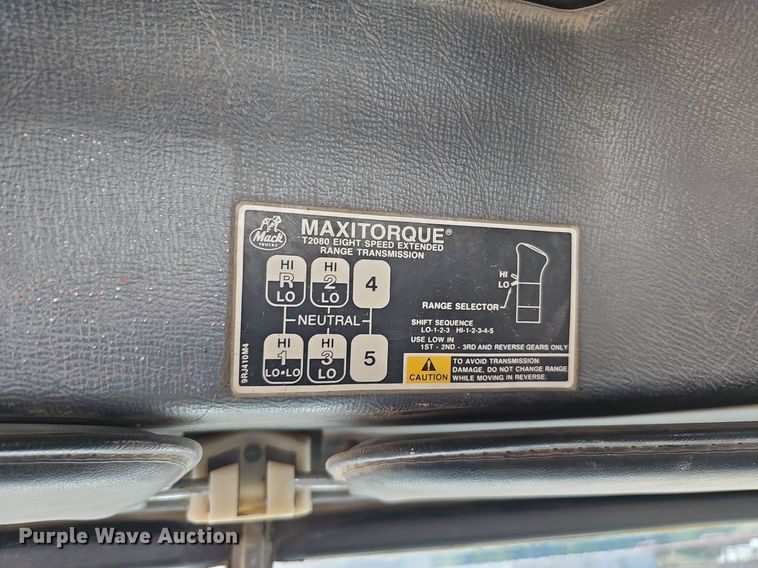 Mack
TRUCKS
MAXITORQUE®
T2080 EIGHT SPEED EXTENDED
RANGE TRANSMISSION
HI HI
R 2 4
LO LO
NEUTRAL
HI HI
1 3 5
LO•LO LO
HI
LO
RANGE SELECTOR
SHIFT SEQUENCE
LO-1-2-3 HI-1-2-3-4-5
USE LOW IN
1ST - 2ND - 3RD AND REVERSE GEARS ONLY
CAUTION
TO AVOID TRANSMISSION
DAMAGE, DO NOT CHANGE RANGE
WHILE MOVING IN REVERSE.
9RJ410M4
Purple Wave Auction